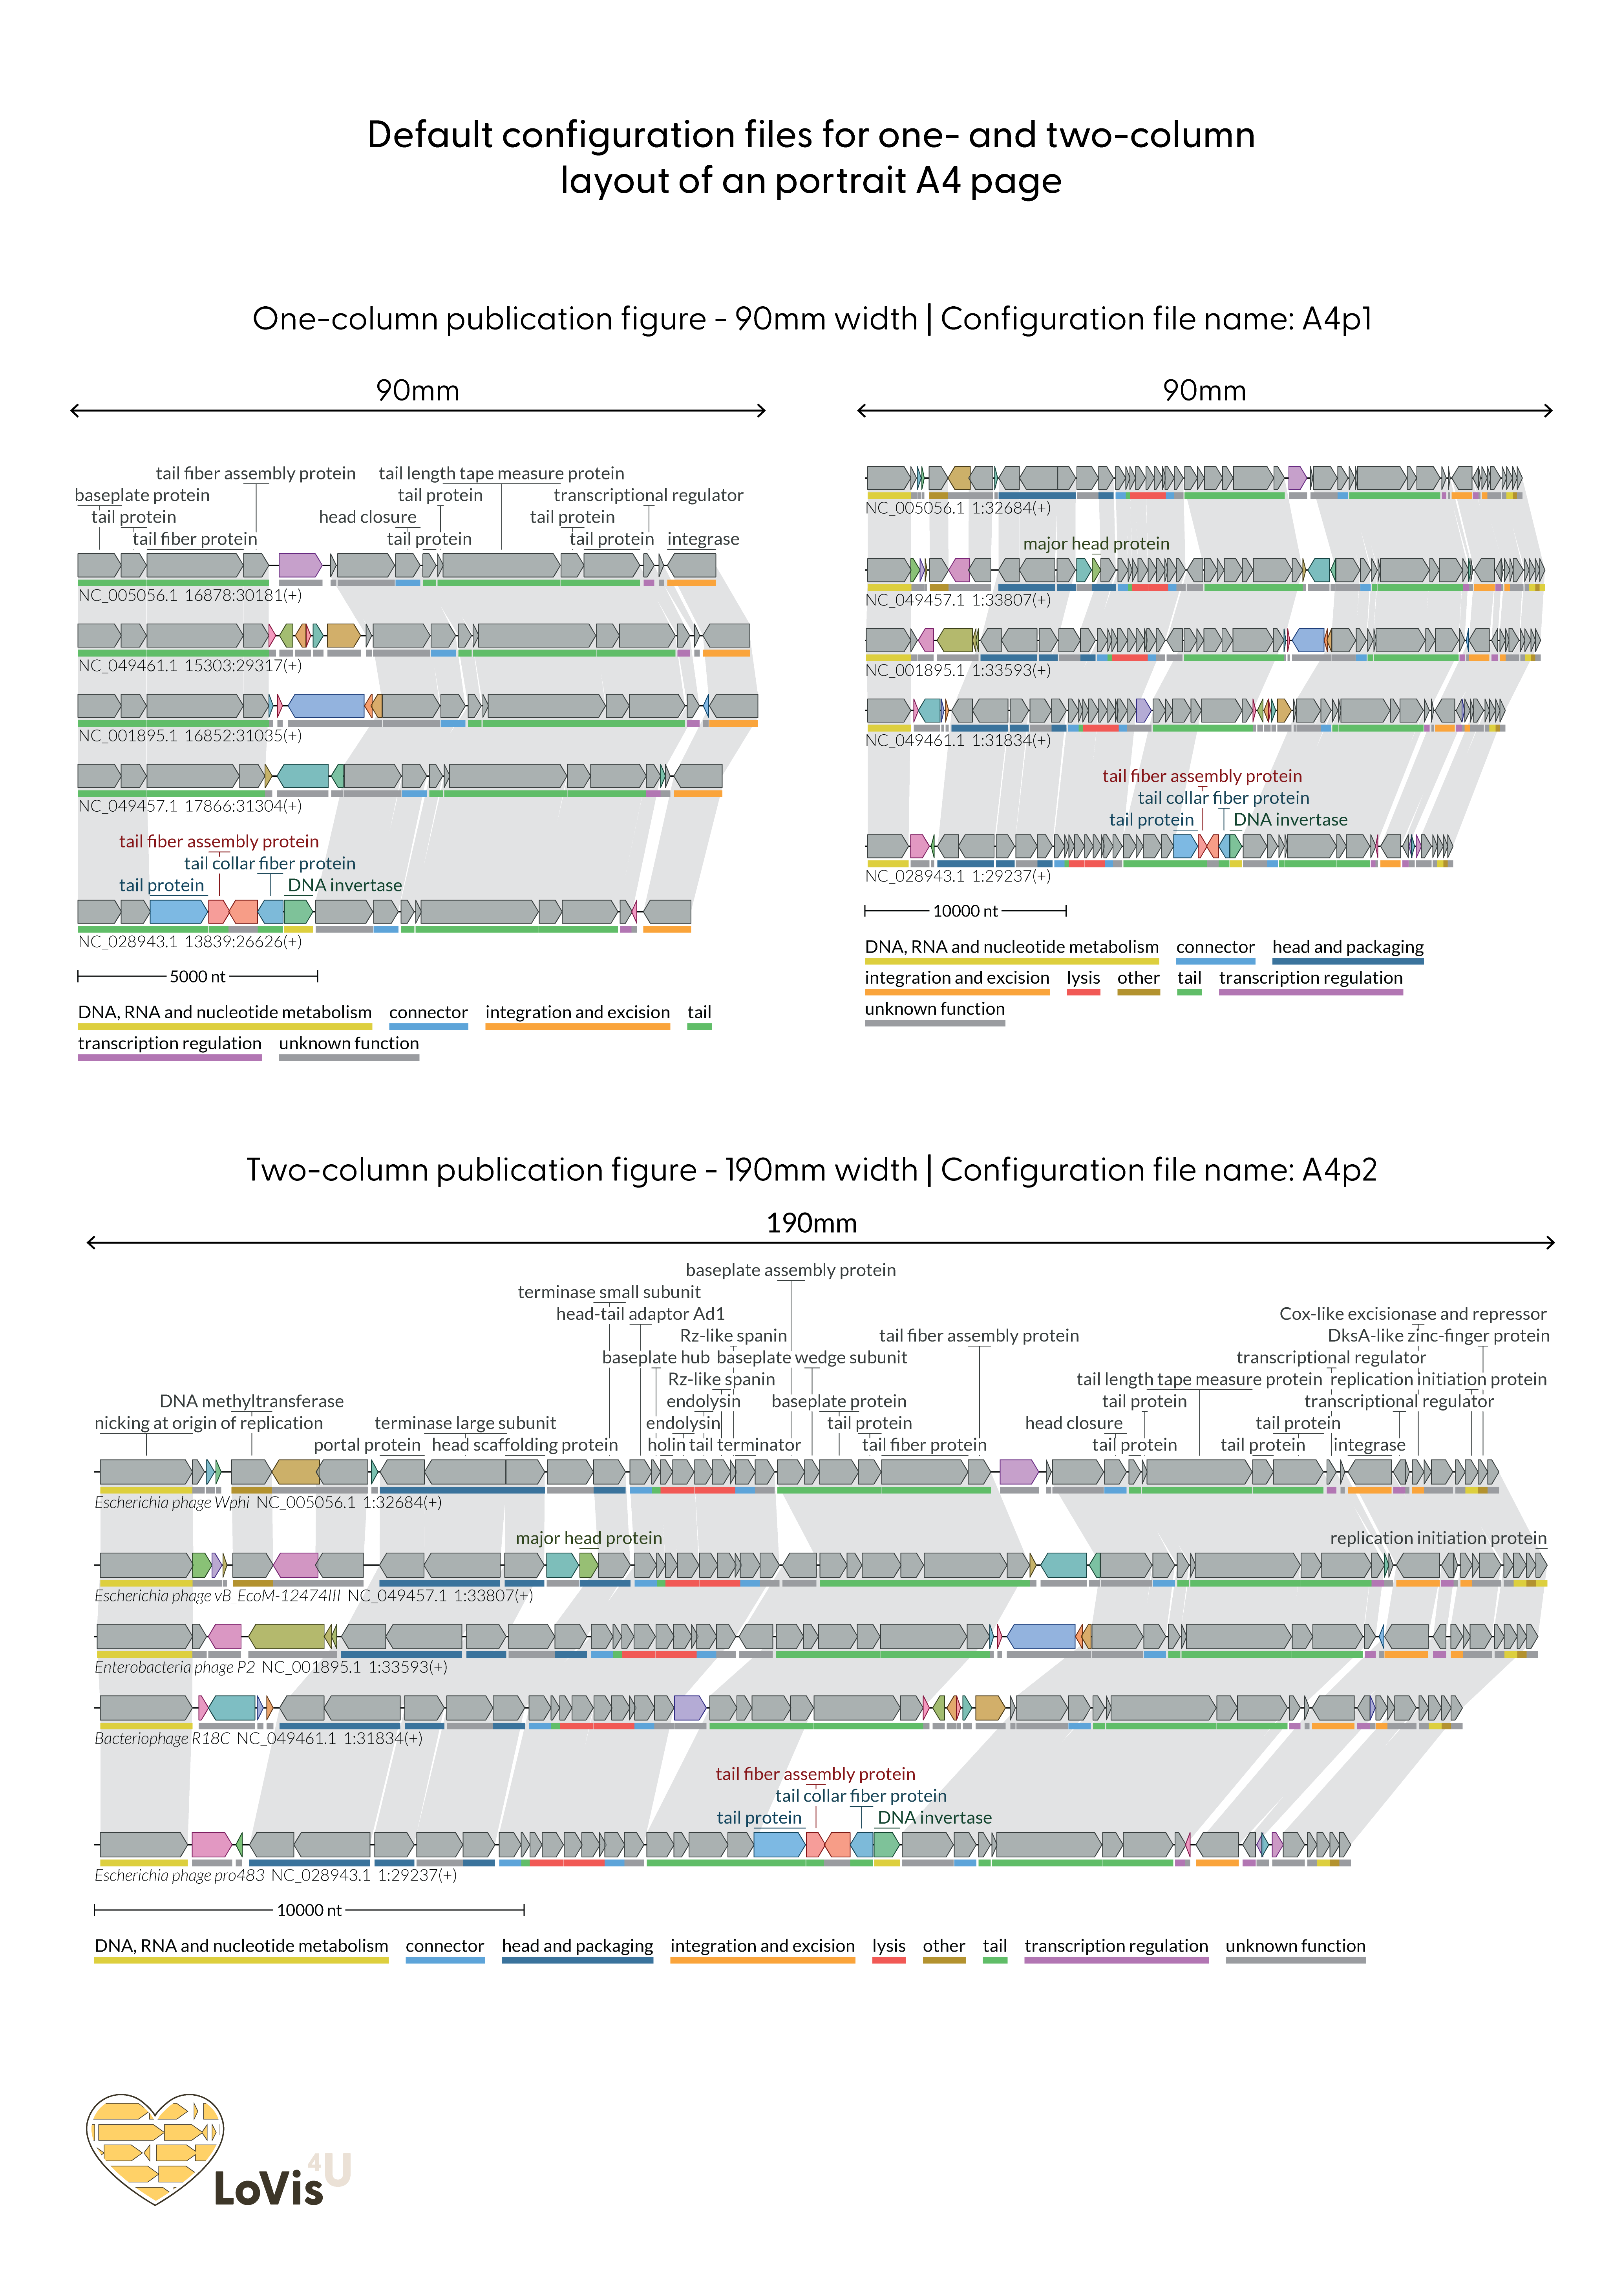 Default configuration files for one- and two-column
layout of an portrait A4 page
One-column publication figure - 90mm width | Configuration file name: A4p1
90mm
tail fiber assembly protein tail length tape measure protein
baseplate protein tail protein transcriptional regulator
tail protein head closure tail protein
tail fiber protein tail protein tail protein integrase
NC_005056.1 16878:30181(+)
NC_049461.1 15303:29317(+)
NC_001895.1 16852:31035(+)
NC_049457.1 17866:31304(+)
tail fiber assembly protein
tail collar fiber protein
tail protein DNA invertase
NC_028943.1 13839:26626(+)
5000 nt
DNA, RNA and nucleotide metabolism connector integration and excision tail
transcription regulation unknown function
90mm
NC_005056.1 1:32684(+)
major head protein
NC_049457.1 1:33807(+)
NC_001895.1 1:33593(+)
NC_049461.1 1:31834(+)
tail fiber assembly protein
tail collar fiber protein
tail protein DNA invertase
NC_028943.1 1:29237(+)
10000 nt
DNA, RNA and nucleotide metabolism connector head and packaging
integration and excision lysis other tail transcription regulation
unknown function
Two-column publication figure - 190mm width | Configuration file name: A4p2
190mm
baseplate assembly protein
terminase small subunit
head-tail adaptor Ad1 Cox-like excisionase and repressor
Rz-like spanin tail fiber assembly protein DksA-like zinc-finger protein
baseplate hub baseplate wedge subunit transcriptional regulator
Rz-like spanin tail length tape measure protein replication initiation protein
DNA methyltransferase endolysin baseplate protein tail protein transcriptional regulator
nicking at origin of replication terminase large subunit endolysin tail protein head closure tail protein
portal protein head scaffolding protein holin tail terminator tail fiber protein tail protein tail protein integrase
Escherichia phage Wphi NC_005056.1 1:32684(+)
major head protein replication initiation protein
Escherichia phage vB_EcoM-12474III NC_049457.1 1:33807(+)
Enterobacteria phage P2 NC_001895.1 1:33593(+)
Bacteriophage R18C NC_049461.1 1:31834(+)
tail fiber assembly protein
tail collar fiber protein
tail protein DNA invertase
Escherichia phage pro483 NC_028943.1 1:29237(+)
10000 nt
DNA, RNA and nucleotide metabolism connector head and packaging integration and excision lysis other tail transcription regulation unknown function
LoVis4U